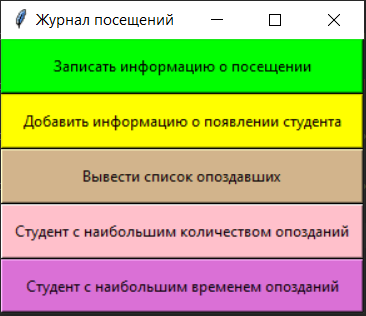 Журнал посещений
Записать информацию о посещении
Добавить информацию о появлении студента
Вывести список опоздавших
Студент с наибольшим количеством опозданий
Студент с наибольшим временем опозданий